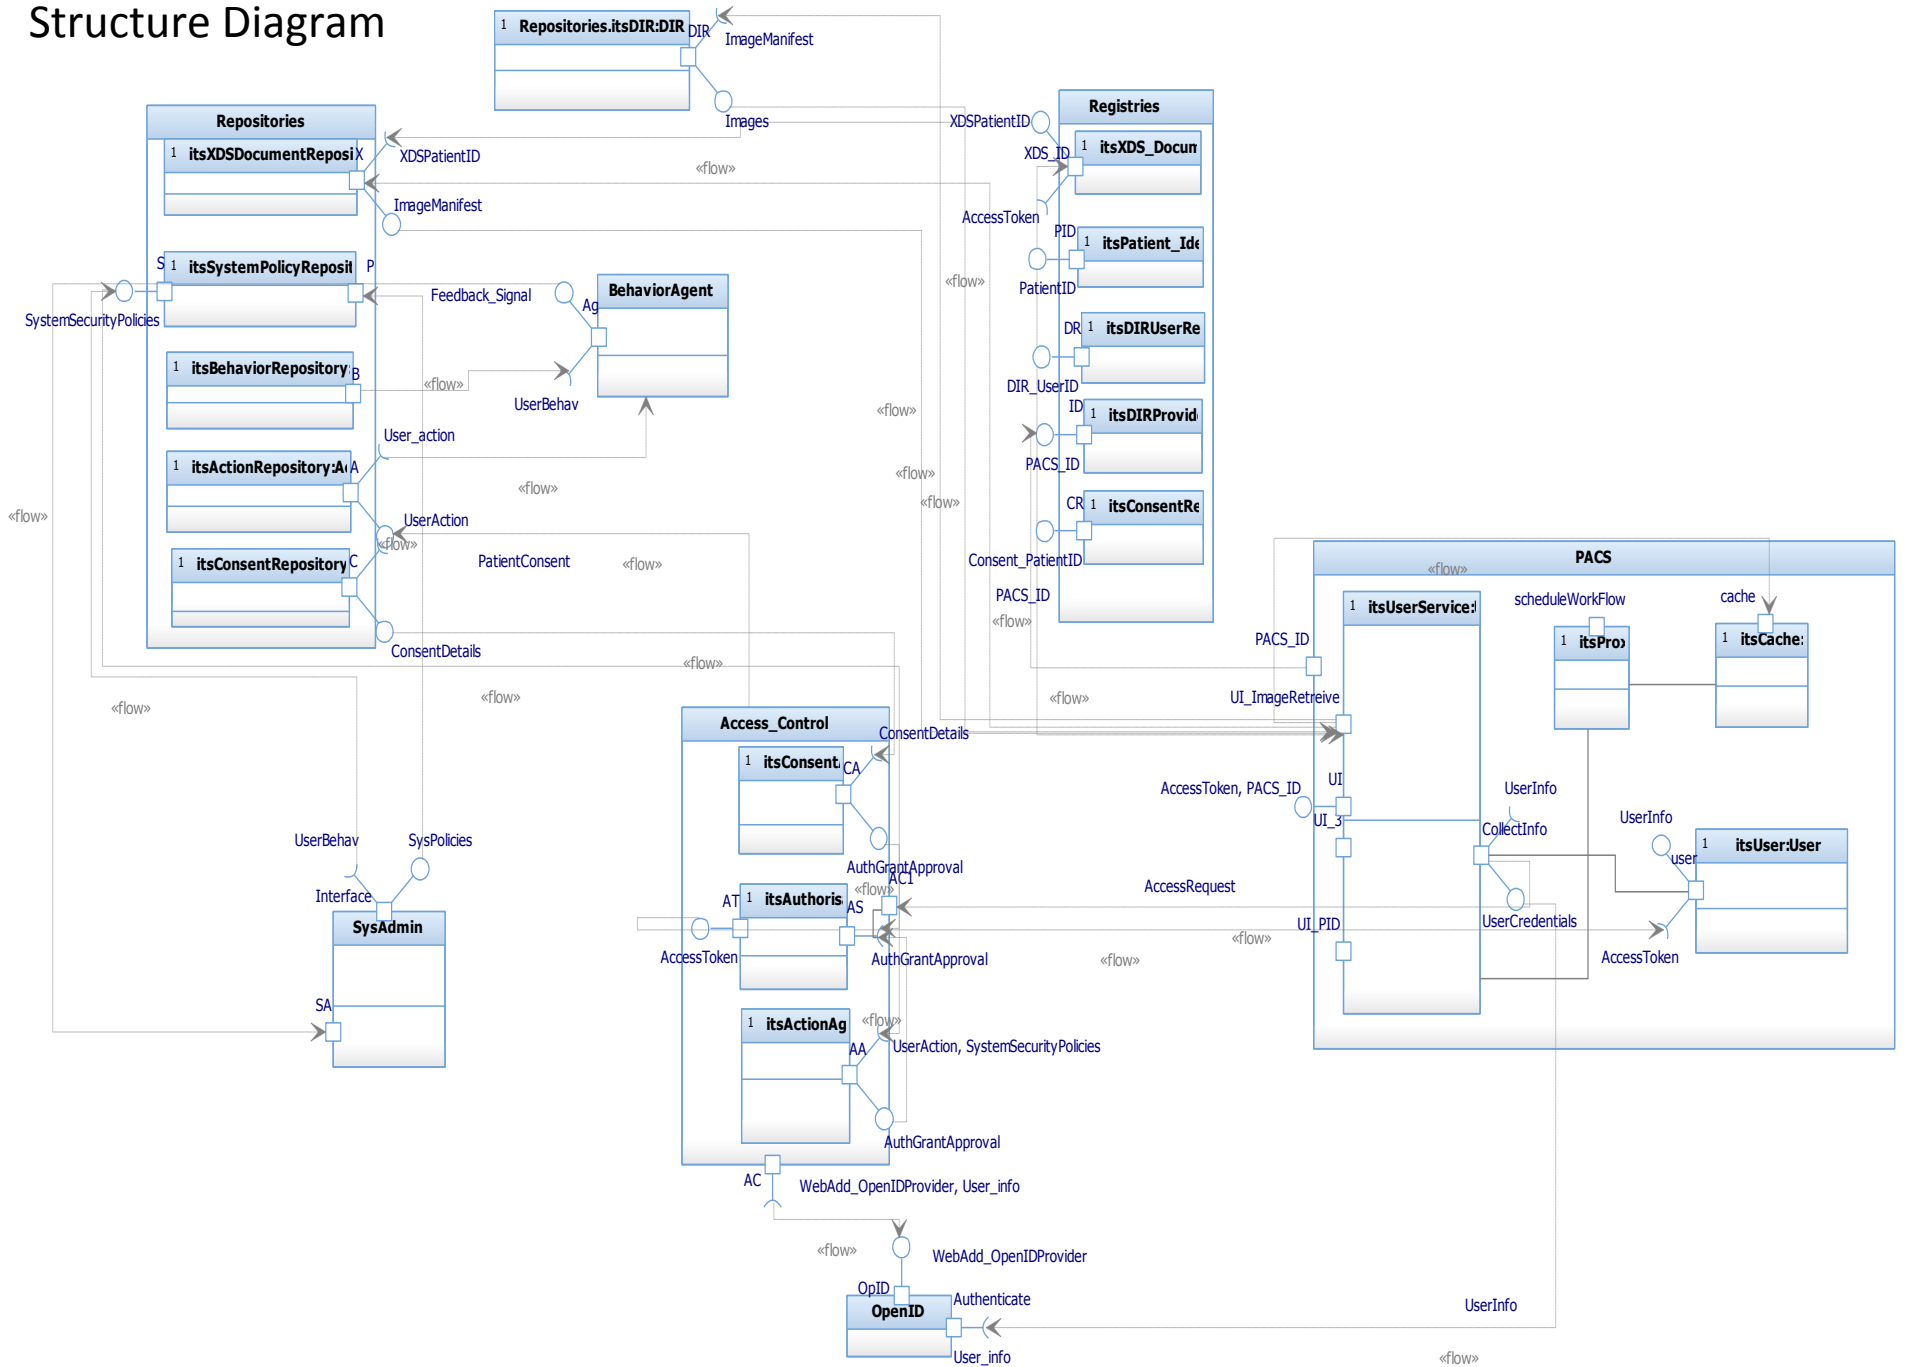 Structure Diagram
1 Repositories.itsDIR:DIR
DIR
ImageManifest
Images
Repositories
1 itsXDSDocumentReposi
X
XDSPatientID
ImageManifest
«flow»
1 itsSystemPolicyReposit
S
P
SystemSecurityPolicies
Feedback_Signal
BehaviorAgent
Ag
1 itsBehaviorRepository:
B
«flow»
UserBehav
User_action
1 itsActionRepository:A
A
«flow»
«flow»
UserAction
«flow»
1 itsConsentRepository
C
PatientConsent
«flow»
ConsentDetails
«flow»
«flow»
«flow»
Registries
XDSPatientID
1 itsXDS_Docum
XDS_ID
AccessToken
PID
1 itsPatient_Ide
«flow»
PatientID
DR
1 itsDIRUserRe
DIR_UserID
«flow»
ID
1 itsDIRProvid
PACS_ID
«flow»
«flow»
CR
1 itsConsentRe
Consent_PatientID
PACS_ID
«flow»
«flow»
PACS
«flow»
1 itsUserService:
scheduleWorkFlow
cache
1 itsPro
1 itsCache:
PACS_ID
UI_ImageRetreive
UI
AccessToken, PACS_ID
UI_3
UserInfo
CollectInfo
UserInfo
1 itsUser:User
user
UserCredentials
AccessToken
UI_PID
AccessRequest
«flow»
«flow»
Access_Control
ConsentDetails
1 itsConsent
CA
AuthGrantApproval
AC1
«flow»
AT
1 itsAuthoris
AS
AccessToken
AuthGrantApproval
1 itsActionAg
«flow»
AA
UserAction, SystemSecurityPolicies
AuthGrantApproval
AC
WebAdd_OpenIDProvider, User_info
UserBehav
SysPolicies
Interface
SysAdmin
SA
«flow»
WebAdd_OpenIDProvider
OpID
Authenticate
OpenID
User_info
UserInfo
«flow»